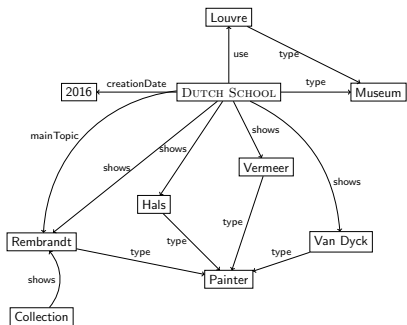 Louvre
use
type
2016
creationDate
DUTCH SCHOOL
type
Museum
mainTopic
shows
shows
shows
Vermeer
shows
Hals
type
Rembrandt
type
type
type
Van Dyck
shows
Painter
Collection